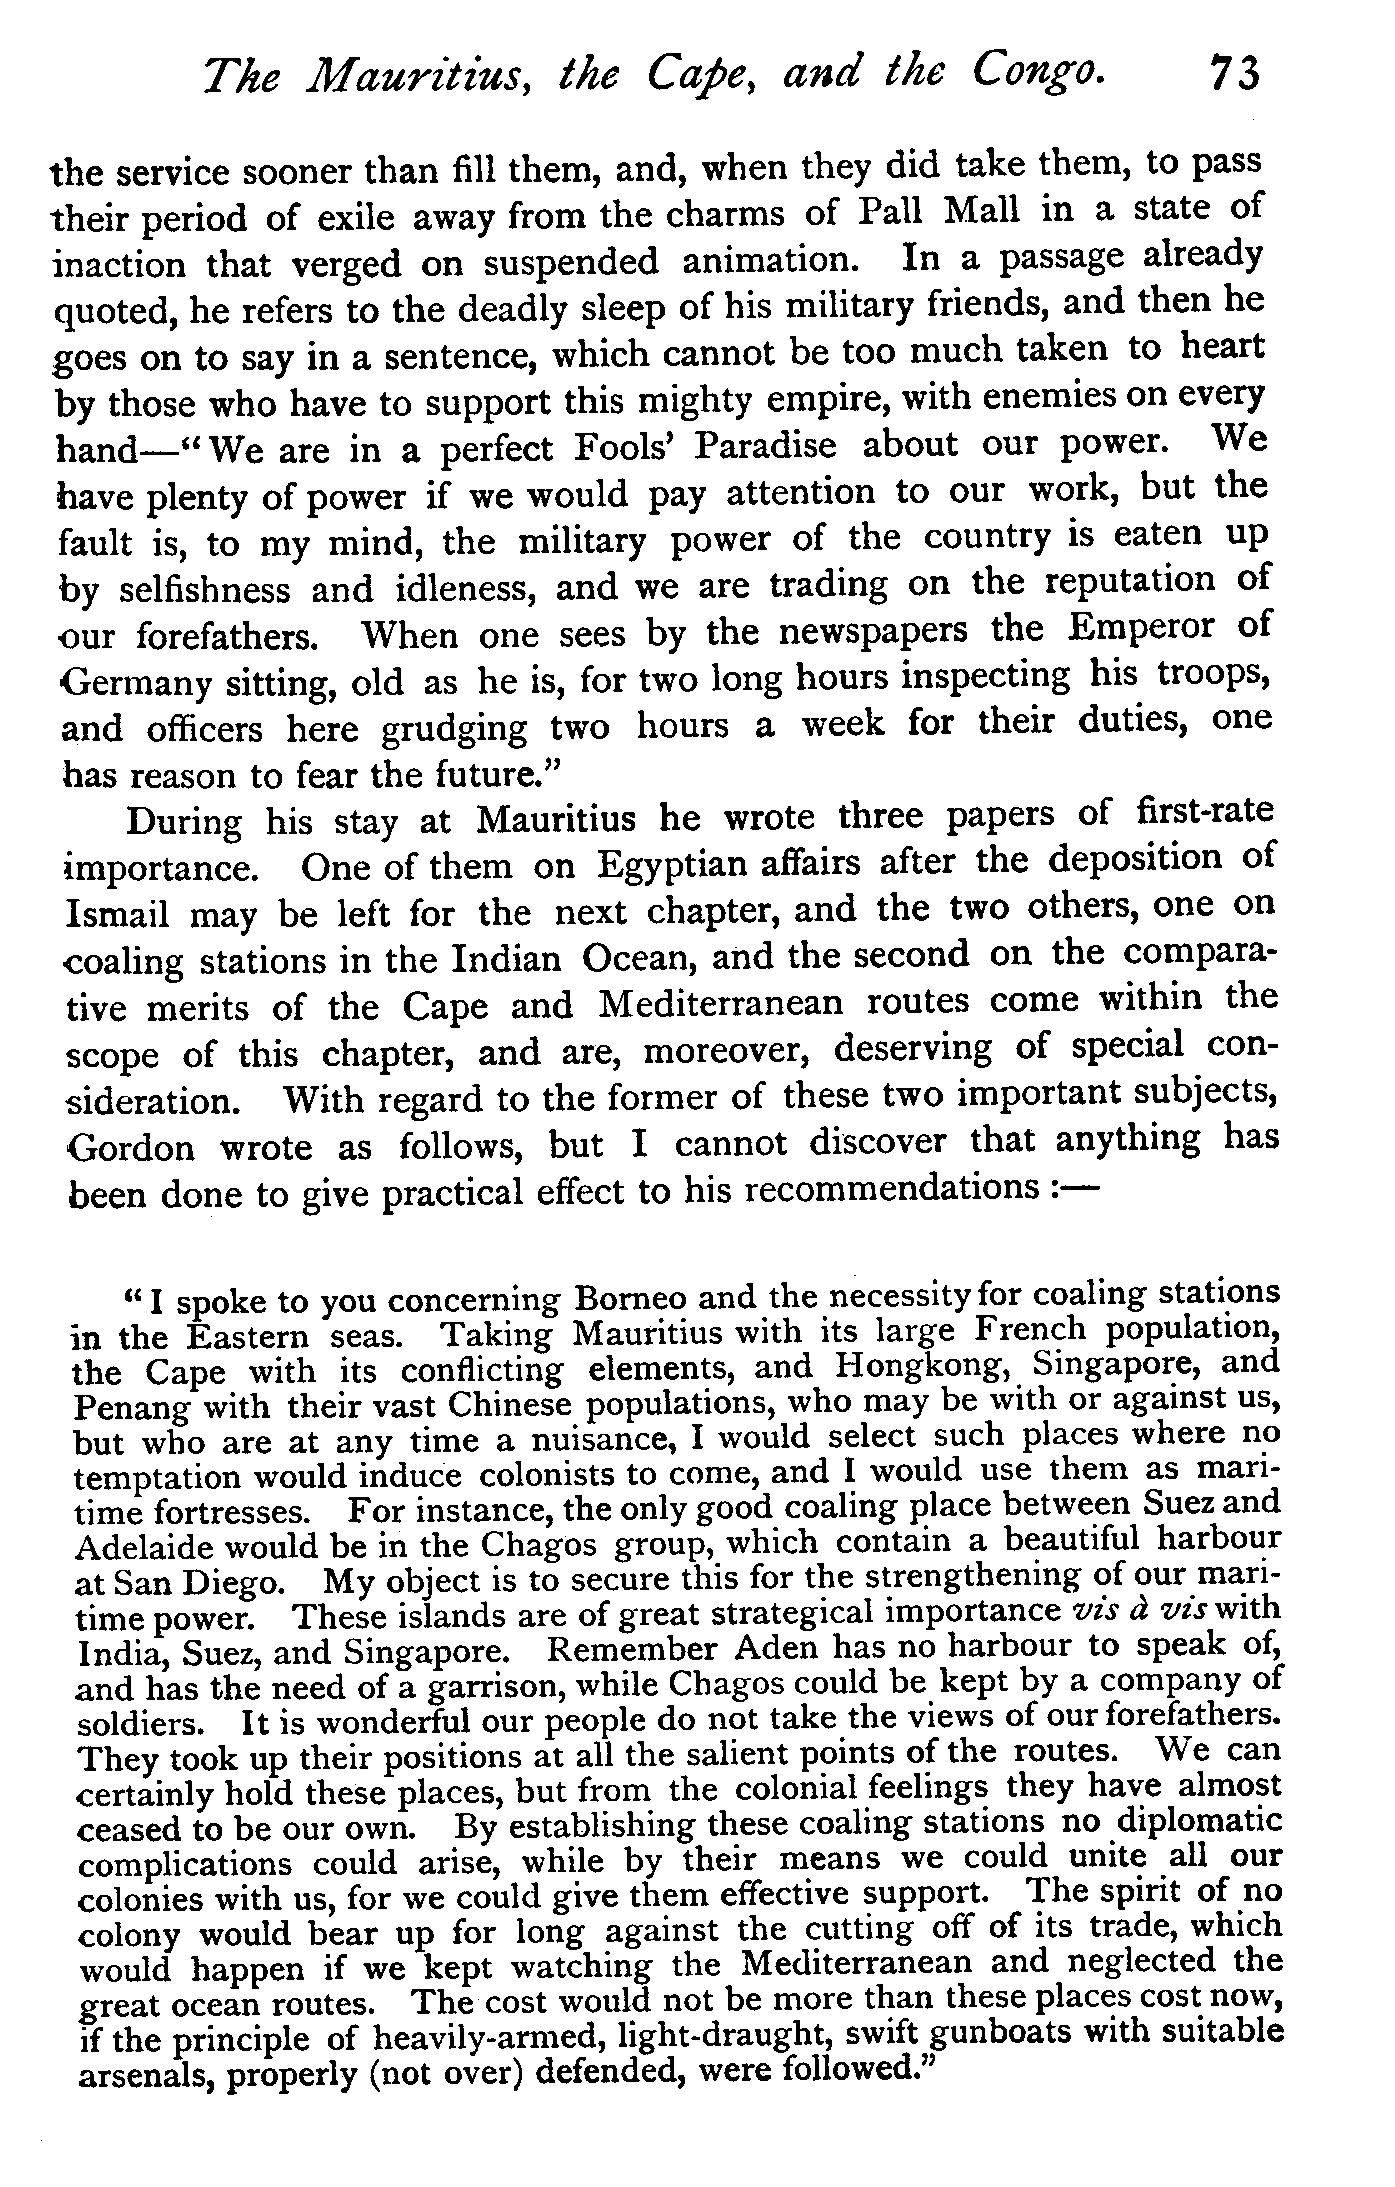 The Mauritius, the Cape, and the Congo. 73
the service sooner than fill them, and, when they did take them, to pass
their period of exile away from the charms of Pall Mall in a state of
inaction that verged on suspended animation. In a passage already
quoted, he refers to the deadly sleep of his military friends, and then he
goes on to say in a sentence, which cannot be too much taken to heart
by those who have to support this mighty empire, with enemies on every
hand—"We are in a perfect Fools' Paradise about our power. We
have plenty of power if we would pay attention to our work, but the
fault is, to my mind, the military power of the country is eaten up
by selfishness and idleness, and we are trading on the reputation of
our forefathers. When one sees by the newspapers the Emperor of
Germany sitting, old as he is, for two long hours inspecting his troops,
and officers here grudging two hours a week for their duties, one
has reason to fear the future."
During his stay at Mauritius he wrote three papers of first-rate
importance. One of them on Egyptian affairs after the deposition of
Ismail may be left for the next chapter, and the two others, one on
coaling stations in the Indian Ocean, and the second on the compara-
tive merits of the Cape and Mediterranean routes come within the
scope of this chapter, and are, moreover, deserving of special con-
sideration. With regard to the former of these two important subjects,
Gordon wrote as follows, but I cannot discover that anything has
been done to give practical effect to his recommendations :—
"I spoke to you concerning Borneo and the necessity for coaling stations
in the Eastern seas. Taking Mauritius with its large French population,
the Cape with its conflicting elements, and Hongkong, Singapore, and
Penang with their vast Chinese populations, who may be with or against us,
but who are at any time a nuisance, I would select such places where no
temptation would induce colonists to come, and I would use them as mari-
time fortresses. For instance, the only good coaling place between Suez and
Adelaide would be in the Chagos group, which contain a beautiful harbour
at San Diego. My object is to secure this for the strengthening of our mari-
time power. These islands are of great strategical importance vis à vis with
India, Suez, and Singapore. Remember Aden has no harbour to speak of,
and has the need of a garrison, while Chagos could be kept by a company of
soldiers. It is wonderful our people do not take the views of our forefathers.
They took up their positions at all the salient points of the routes. We can
certainly hold these places, but from the colonial feelings they have almost
ceased to be our own. By establishing these coaling stations no diplomatic
complications could arise, while by their means we could unite all our
colonies with us, for we could give them effective support. The spirit of no
colony would bear up for long against the cutting off of its trade, which
would happen if we kept watching the Mediterranean and neglected the
great ocean routes. The cost would not be more than these places cost now,
if the principle of heavily-armed, light-draught, swift gunboats with suitable
arsenals, properly (not over) defended, were followed."